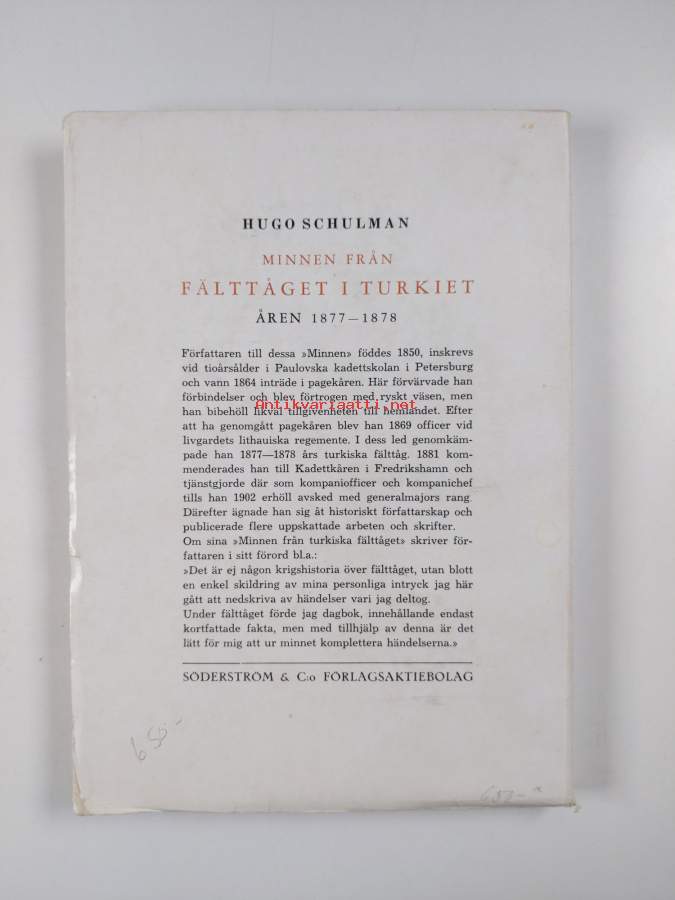 HUGO SCHULMAN
MINNEN FRÅN
FÄLTTÅGET I TURKIET
ÅREN 1877–1878
Författaren till dessa »Minnen» föddes 1850, inskrevs
vid tioårsålder i Paulovska kadettskolan i Petersburg
och vann 1864 inträde i pagekåren. Här förvärvade han
förbindelser och blev förtrogen med ryskt väsen, men
Antikvariaatti.net
han bibehöll likväl tillgivenheten till hemlandet. Efter
att ha genomgått pagekåren blev han 1869 officer vid
livgardets lithauiska regemente. I dess led genomkäm-
pade han 1877—1878 års turkiska fälttåg. 1881 kom-
menderades han till Kadettkåren i Fredrikshamn och
tjänstgjorde där som kompaniofficer och kompanichef
tills han 1902 erhöll avsked med generalmajors rang.
Därefter ägnade han sig åt historiskt författarskap och
publicerade flere uppskattade arbeten och skrifter.
Om sina »Minnen från turkiska fälttåget» skriver för-
fattaren i sitt förord bl.a.:
»Det är ej någon krigshistoria över fälttåget, utan blott
en enkel skildring av mina personliga intryck jag här
gått att nedskriva av händelser vari jag deltog.
Under fälttåget förde jag dagbok, innehållande endast
kortfattade fakta, men med tillhjälp av denna är det
lätt för mig att ur minnet komplettera händelserna.»
SÖDERSTRÖM & C:o FÖRLAGSAKTIEBOLAG
650:-